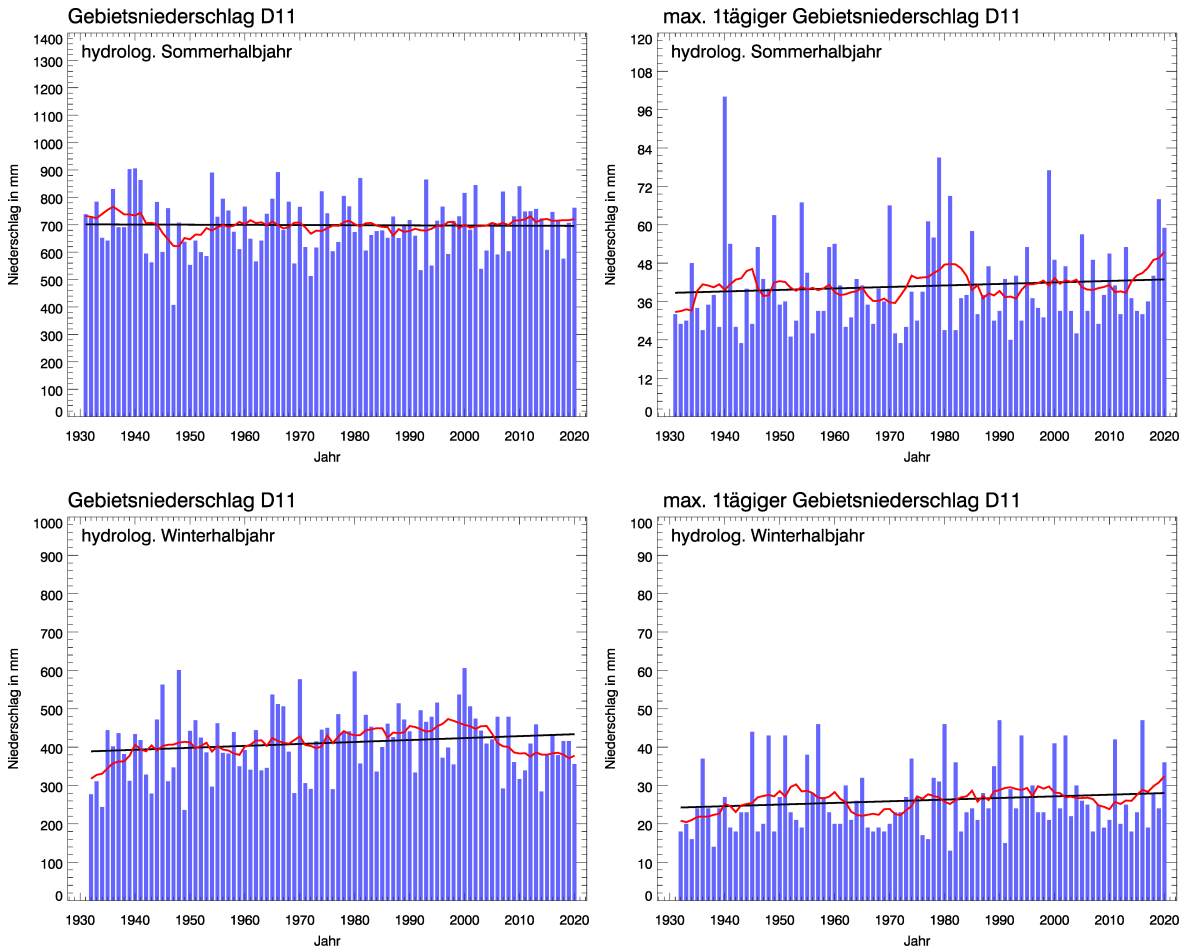 Gebietsniederschlag D11
hydrolog. Sommerhalbjahr
Niederschlag in mm
1400
1300
1200
1100
1000
900
800
700
600
500
400
300
200
100
0
1930 1940 1950 1960 1970 1980 1990 2000 2010 2020
Jahr
max. 1tägiger Gebietsniederschlag D11
hydrolog. Sommerhalbjahr
Niederschlag in mm
120
108
96
84
72
60
48
36
24
12
0
1930 1940 1950 1960 1970 1980 1990 2000 2010 2020
Jahr
Gebietsniederschlag D11
hydrolog. Winterhalbjahr
Niederschlag in mm
1000
900
800
700
600
500
400
300
200
100
0
1930 1940 1950 1960 1970 1980 1990 2000 2010 2020
Jahr
max. 1tägiger Gebietsniederschlag D11
hydrolog. Winterhalbjahr
Niederschlag in mm
100
90
80
70
60
50
40
30
20
10
0
1930 1940 1950 1960 1970 1980 1990 2000 2010 2020
Jahr